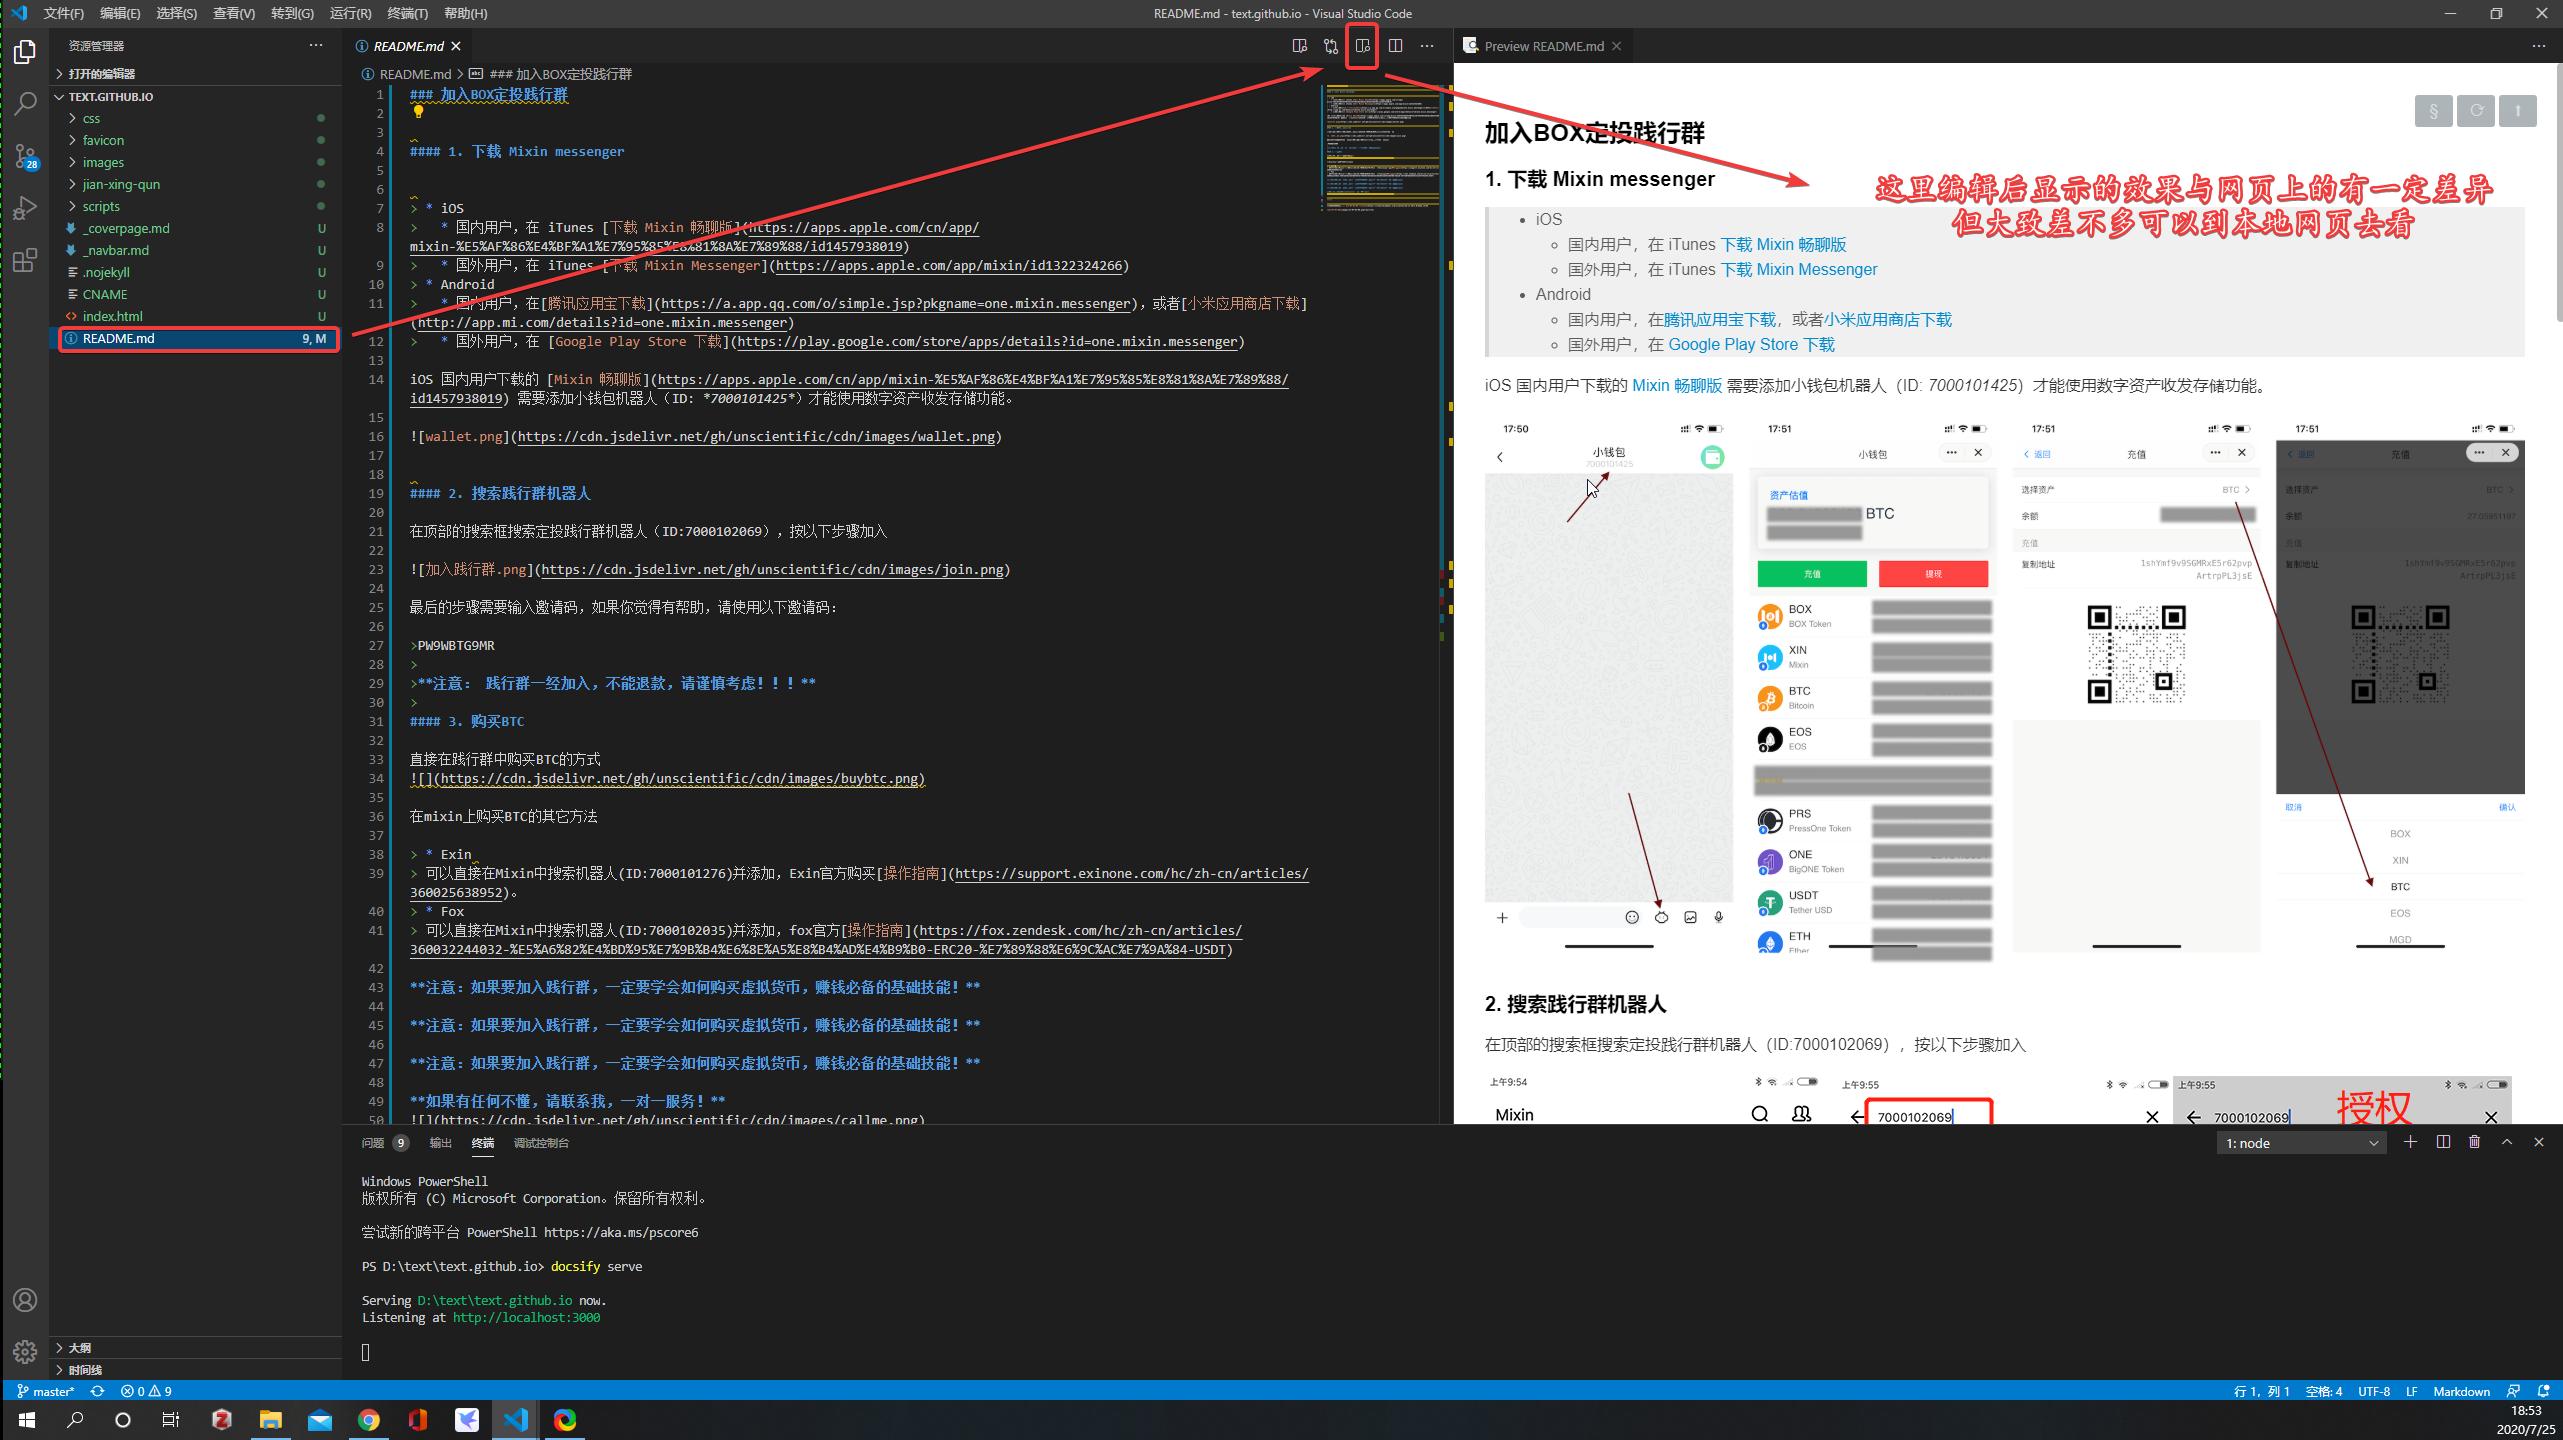 文件(F) 编辑(E) 选择(S) 查看(V) 转到(G) 运行(R) 终端(T) 帮助(H)
README.md - text.github.io - Visual Studio Code
资源管理器
打开的编辑器
TEXT.GITHUB.IO
css
favicon
images
jian-xing-qun
scripts
_coverpage.md U
_navbar.md U
.nojekyll U
CNAME U
index.html U
README.md 9, M
28
大纲
时间线
README.md
README.md > ### 加入BOX定投践行群
1 ### 加入BOX定投践行群
2
3
4 #### 1. 下载 Mixin messenger
5
6
7 > * iOS
8 >   * 国内用户，在 iTunes [下载 Mixin 畅聊版](https://apps.apple.com/cn/app/
mixin-%E5%AF%86%E4%BF%A1%E7%95%85%E8%81%8A%E7%89%88/id1457938019)
9 >   * 国外用户，在 iTunes [下载 Mixin Messenger](https://apps.apple.com/app/mixin/id1322324266)
10 > * Android
11 >   * 国内用户，在[腾讯应用宝下载](https://a.app.qq.com/o/simple.jsp?pkgname=one.mixin.messenger)，或者[小米应用商店下载]
(http://app.mi.com/details?id=one.mixin.messenger)
12 >   * 国外用户，在 [Google Play Store 下载](https://play.google.com/store/apps/details?id=one.mixin.messenger)
13
14 iOS 国内用户下载的 [Mixin 畅聊版](https://apps.apple.com/cn/app/mixin-%E5%AF%86%E4%BF%A1%E7%95%85%E8%81%8A%E7%89%88/
id1457938019) 需要添加小钱包机器人（ID: *7000101425*）才能使用数字资产收发存储功能。
15
16 ![wallet.png](https://cdn.jsdelivr.net/gh/unscientific/cdn/images/wallet.png)
17
18
19 #### 2. 搜索践行群机器人
20
21 在顶部的搜索框搜索定投践行群机器人（ID:7000102069），按以下步骤加入
22
23 ![加入践行群.png](https://cdn.jsdelivr.net/gh/unscientific/cdn/images/join.png)
24
25 最后的步骤需要输入邀请码，如果你觉得有帮助，请使用以下邀请码：
26
27 >PW9WBTG9MR
28 >
29 >**注意： 践行群一经加入，不能退款，请谨慎考虑！！！**
30 >
31 #### 3. 购买BTC
32
33 直接在践行群中购买BTC的方式
34 ![](https://cdn.jsdelivr.net/gh/unscientific/cdn/images/buybtc.png)
35
36 在mixin上购买BTC的其它方法
37
38 > * Exin
39 > 可以直接在Mixin中搜索机器人(ID:7000101276)并添加，Exin官方购买[操作指南](https://support.exinone.com/hc/zh-cn/articles/
360025638952)。
40 > * Fox
41 > 可以直接在Mixin中搜索机器人(ID:7000102035)并添加，fox官方[操作指南](https://fox.zendesk.com/hc/zh-cn/articles/
360032244032-%E5%A6%82%E4%BD%95%E7%9B%B4%E6%8E%A5%E8%B4%AD%E4%B9%B0-ERC20-%E7%89%88%E6%9C%AC%E7%9A%84-USDT)
42
43 **注意：如果要加入践行群，一定要学会如何购买虚拟货币，赚钱必备的基础技能！**
44
45 **注意：如果要加入践行群，一定要学会如何购买虚拟货币，赚钱必备的基础技能！**
46
47 **注意：如果要加入践行群，一定要学会如何购买虚拟货币，赚钱必备的基础技能！**
48
49 **如果有任何不懂，请联系我，一对一服务！**
50 ![](https://cdn.jsdelivr.net/gh/unscientific/cdn/images/callme.png)
Preview README.md
加入BOX定投践行群
1. 下载 Mixin messenger
这里编辑后显示的效果与网页上的有一定差异
但大致差不多可以到本地网页去看
iOS
国内用户，在 iTunes 下载 Mixin 畅聊版
国外用户，在 iTunes 下载 Mixin Messenger
Android
国内用户，在腾讯应用宝下载，或者小米应用商店下载
国外用户，在 Google Play Store 下载
iOS 国内用户下载的 Mixin 畅聊版 需要添加小钱包机器人（ID: 7000101425）才能使用数字资产收发存储功能。
17:50
小钱包
7000101425
17:51
小钱包
资产估值
BTC
充值 提现
BOX
BOX Token
XIN
Mixin
BTC
Bitcoin
EOS
EOS
PRS
PressOne Token
ONE
BigONE Token
USDT
Tether USD
ETH
Ether
17:51
返回 充值
选择资产 BTC
余额
充值
复制地址 1shYmf9v9SGMRxE5r62pvp
ArtrpPL3jsE
17:51
返回 充值
选择资产 BTC
余额 27.05951197
充值
复制地址 1shYmf9v9SGMRxE5r62pvp
ArtrpPL3jsE
取消 确认
BOX
XIN
BTC
EOS
MGD
2. 搜索践行群机器人
在顶部的搜索框搜索定投践行群机器人（ID:7000102069），按以下步骤加入
上午9:54
Mixin
上午9:55
7000102069
上午9:55
7000102069
授权
问题 9 输出 终端 调试控制台
1: node
Windows PowerShell
版权所有 (C) Microsoft Corporation。保留所有权利。
尝试新的跨平台 PowerShell https://aka.ms/pscore6
PS D:\text\text.github.io> docsify serve
Serving D:\text\text.github.io now.
Listening at http://localhost:3000
master* 0 9
行 1，列 1 空格: 4 UTF-8 LF Markdown
18:53
2020/7/25